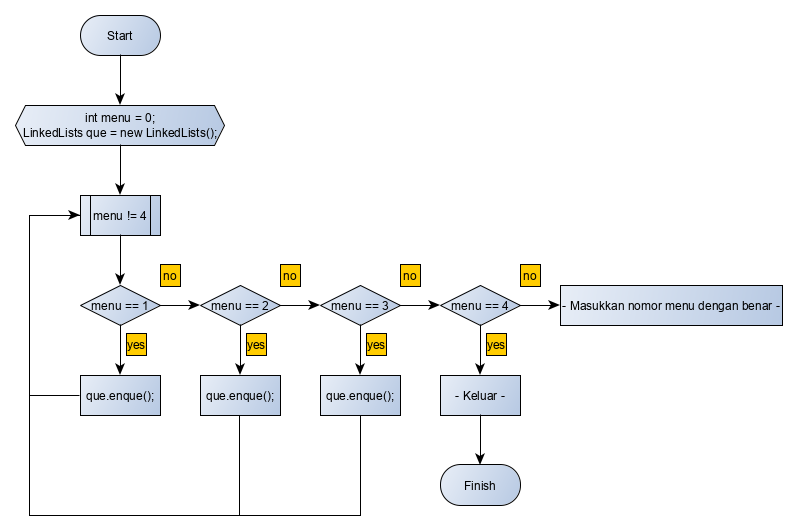 Start
int menu = 0;
LinkedLists que = new LinkedLists();
menu != 4
no
no
no
no
menu == 1
menu == 2
menu == 3
menu == 4
- Masukkan nomor menu dengan benar -
yes
yes
yes
yes
que.enque();
que.enque();
que.enque();
- Keluar -
Finish